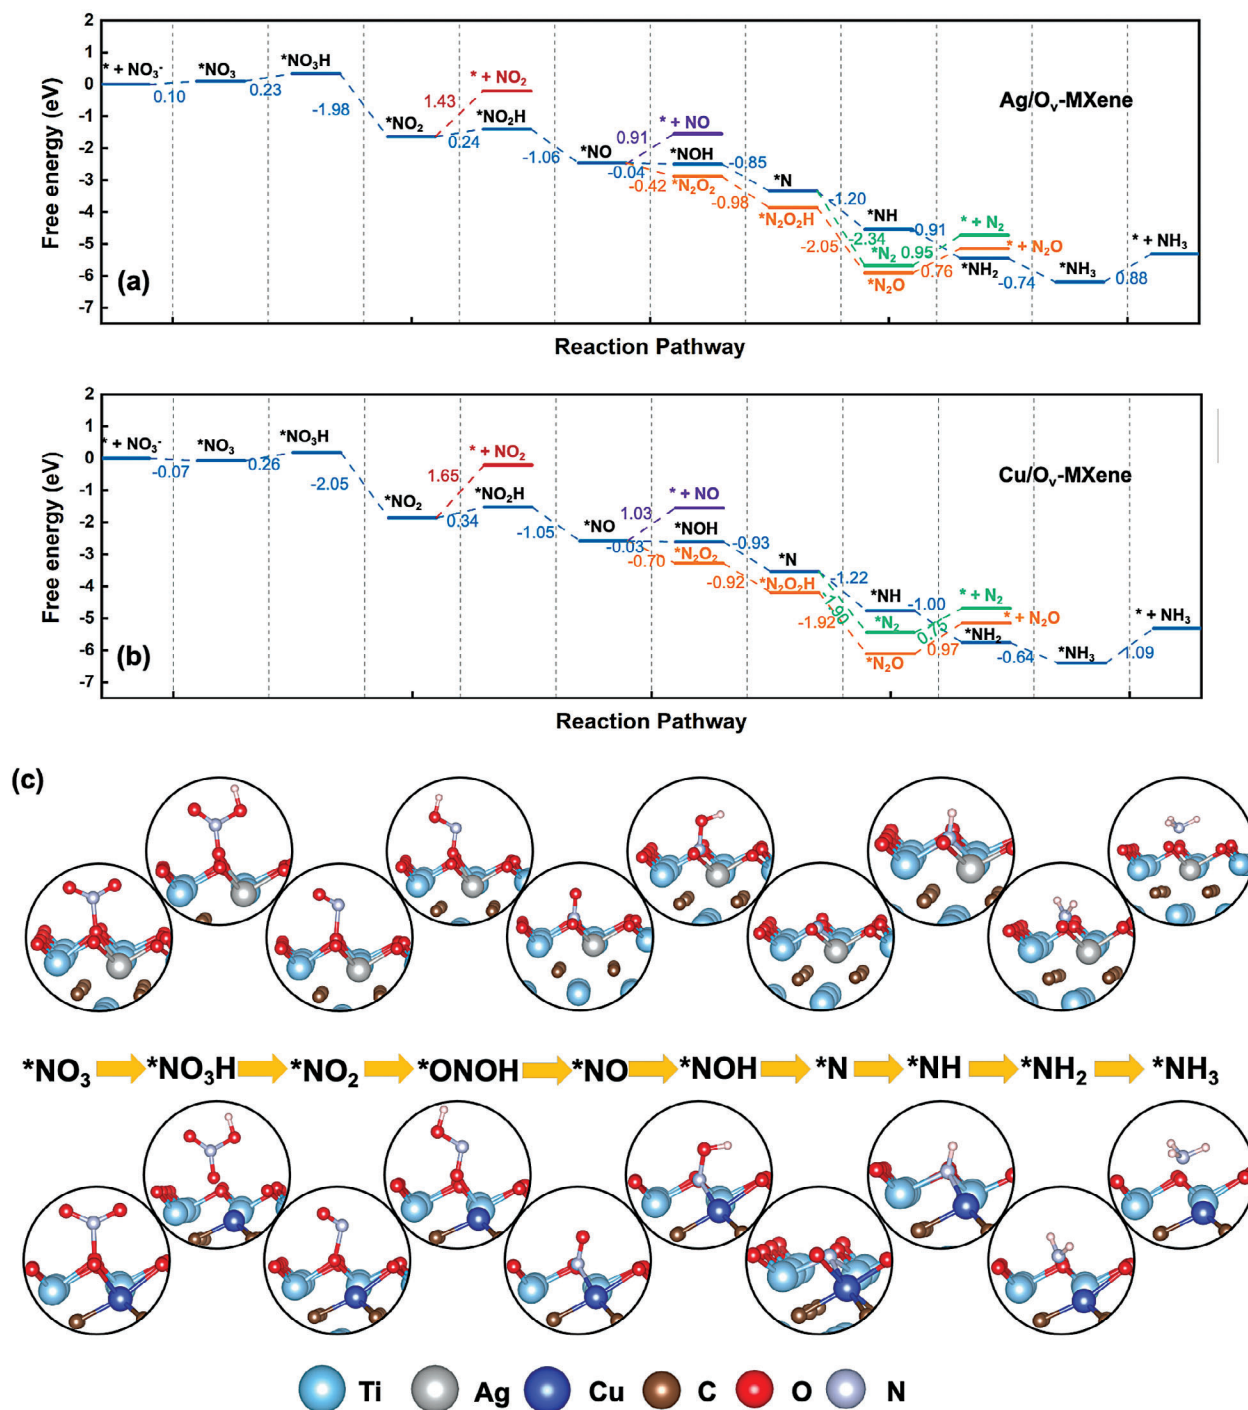 2
1
0
-1
-2
-3
-4
-5
-6
-7
Free energy (eV)
* + NO₃⁻
0.10
*NO₃
0.23
*NO₃H
-1.98
*NO₂
1.43
* + NO₂
0.24
*NO₂H
-1.06
*NO
0.91
* + NO
-0.04
*NOH
-0.85
-0.42
*N₂O₂
-0.98
*N
*N₂O₂H
-1.20
-2.34
-2.05
*NH
*N₂
*N₂O
-0.91
0.95
0.76
* + N₂
* + N₂O
*NH₂
-0.74
*NH₃
0.88
* + NH₃
Ag/Oᵥ-MXene
(a)
Reaction Pathway
2
1
0
-1
-2
-3
-4
-5
-6
-7
Free energy (eV)
* + NO₃⁻
-0.07
*NO₃
0.26
*NO₃H
-2.05
*NO₂
1.65
* + NO₂
0.34
*NO₂H
-1.05
*NO
1.03
* + NO
-0.03
*NOH
-0.93
-0.70
*N₂O₂
-0.92
*N
*N₂O₂H
-1.22
-1.90
-1.92
*NH
*N₂
*N₂O
-1.00
0.75
0.97
* + N₂
* + N₂O
*NH₂
-0.64
*NH₃
1.09
* + NH₃
Cu/Oᵥ-MXene
(b)
Reaction Pathway
(c)
*NO₃ *NO₃H *NO₂ *ONOH *NO *NOH *N *NH *NH₂ *NH₃
Ti Ag Cu C O N